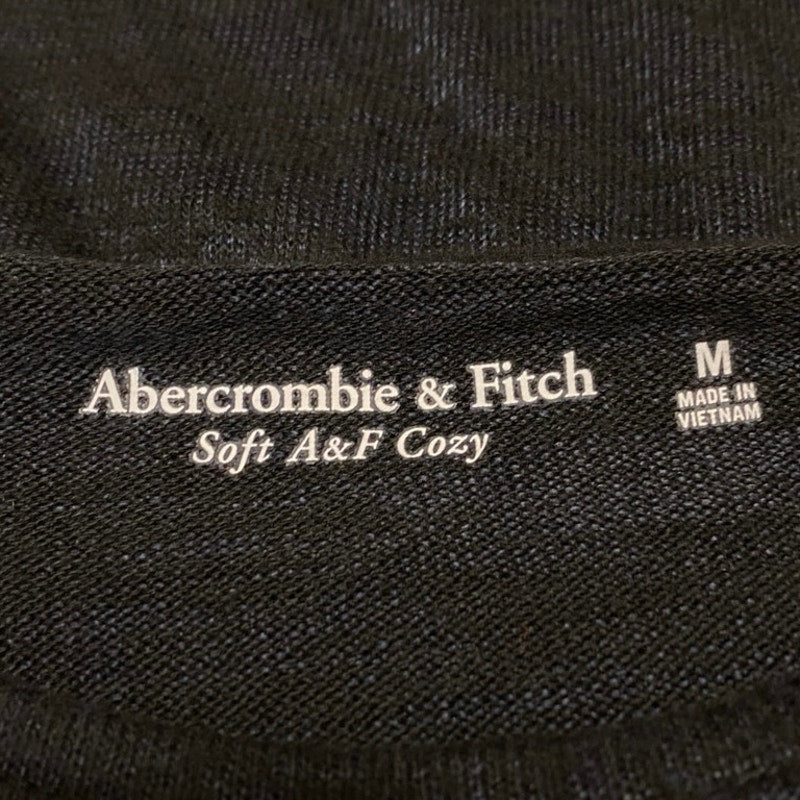 Abercrombie & Fitch
Soft A&F Cozy
M
MADE IN
VIETNAM